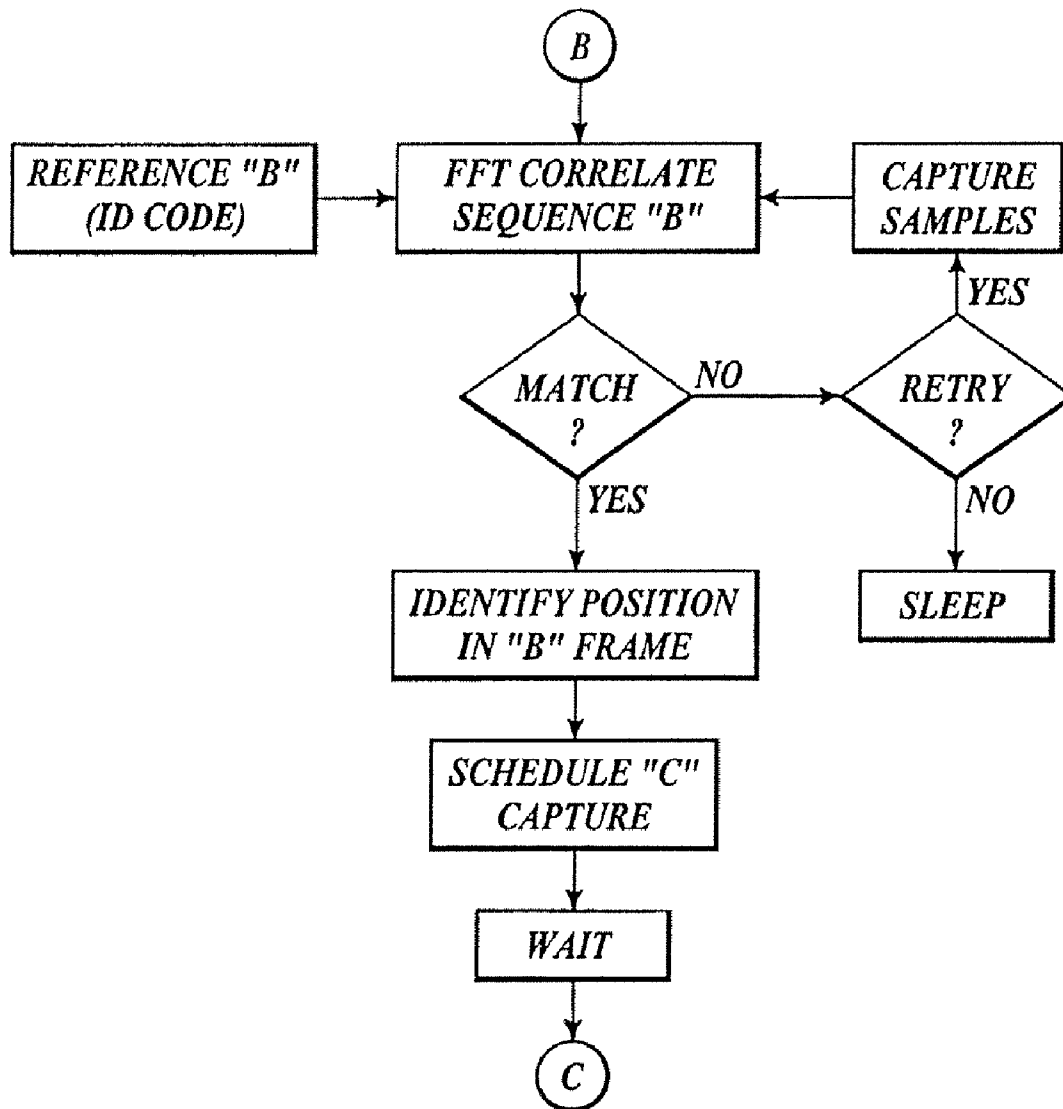 B
REFERENCE "B"
(ID CODE)
FFT CORRELATE
SEQUENCE "B"
CAPTURE
SAMPLES
YES
MATCH
?
NO
RETRY
?
YES
NO
IDENTIFY POSITION
IN "B" FRAME
SLEEP
SCHEDULE "C"
CAPTURE
WAIT
C